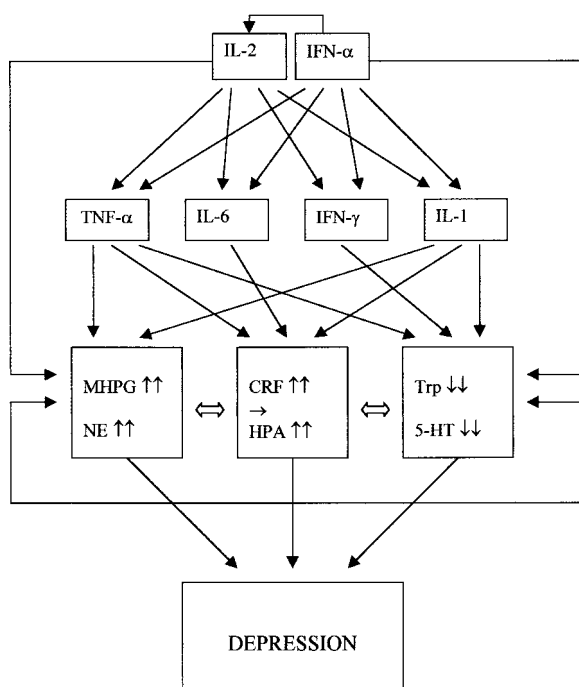 IL-2
IFN-α
TNF-α
IL-6
IFN-γ
IL-1
MHPG ↑↑
NE ↑↑
CRF ↑↑
→
HPA ↑↑
Trp ↓↓
5-HT ↓↓
DEPRESSION